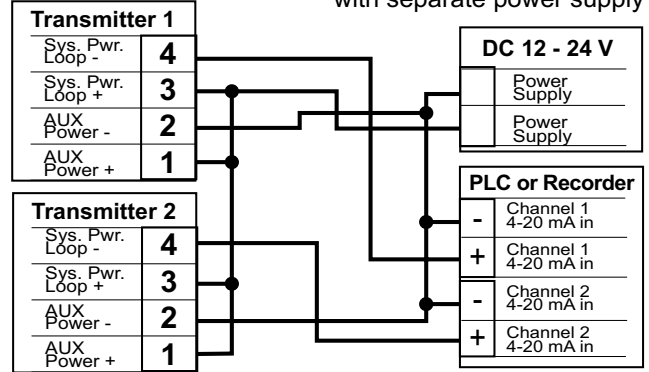 with separate power supply
Transmitter 1
Sys. Pwr.
Loop -
4
Sys. Pwr.
Loop +
3
AUX
Power -
2
AUX
Power +
1
Transmitter 2
Sys. Pwr.
Loop -
4
Sys. Pwr.
Loop +
3
AUX
Power -
2
AUX
Power +
1
DC 12 - 24 V
Power
Supply
Power
Supply
PLC or Recorder
-
Channel 1
4-20 mA in
+
Channel 1
4-20 mA in
-
Channel 2
4-20 mA in
+
Channel 2
4-20 mA in